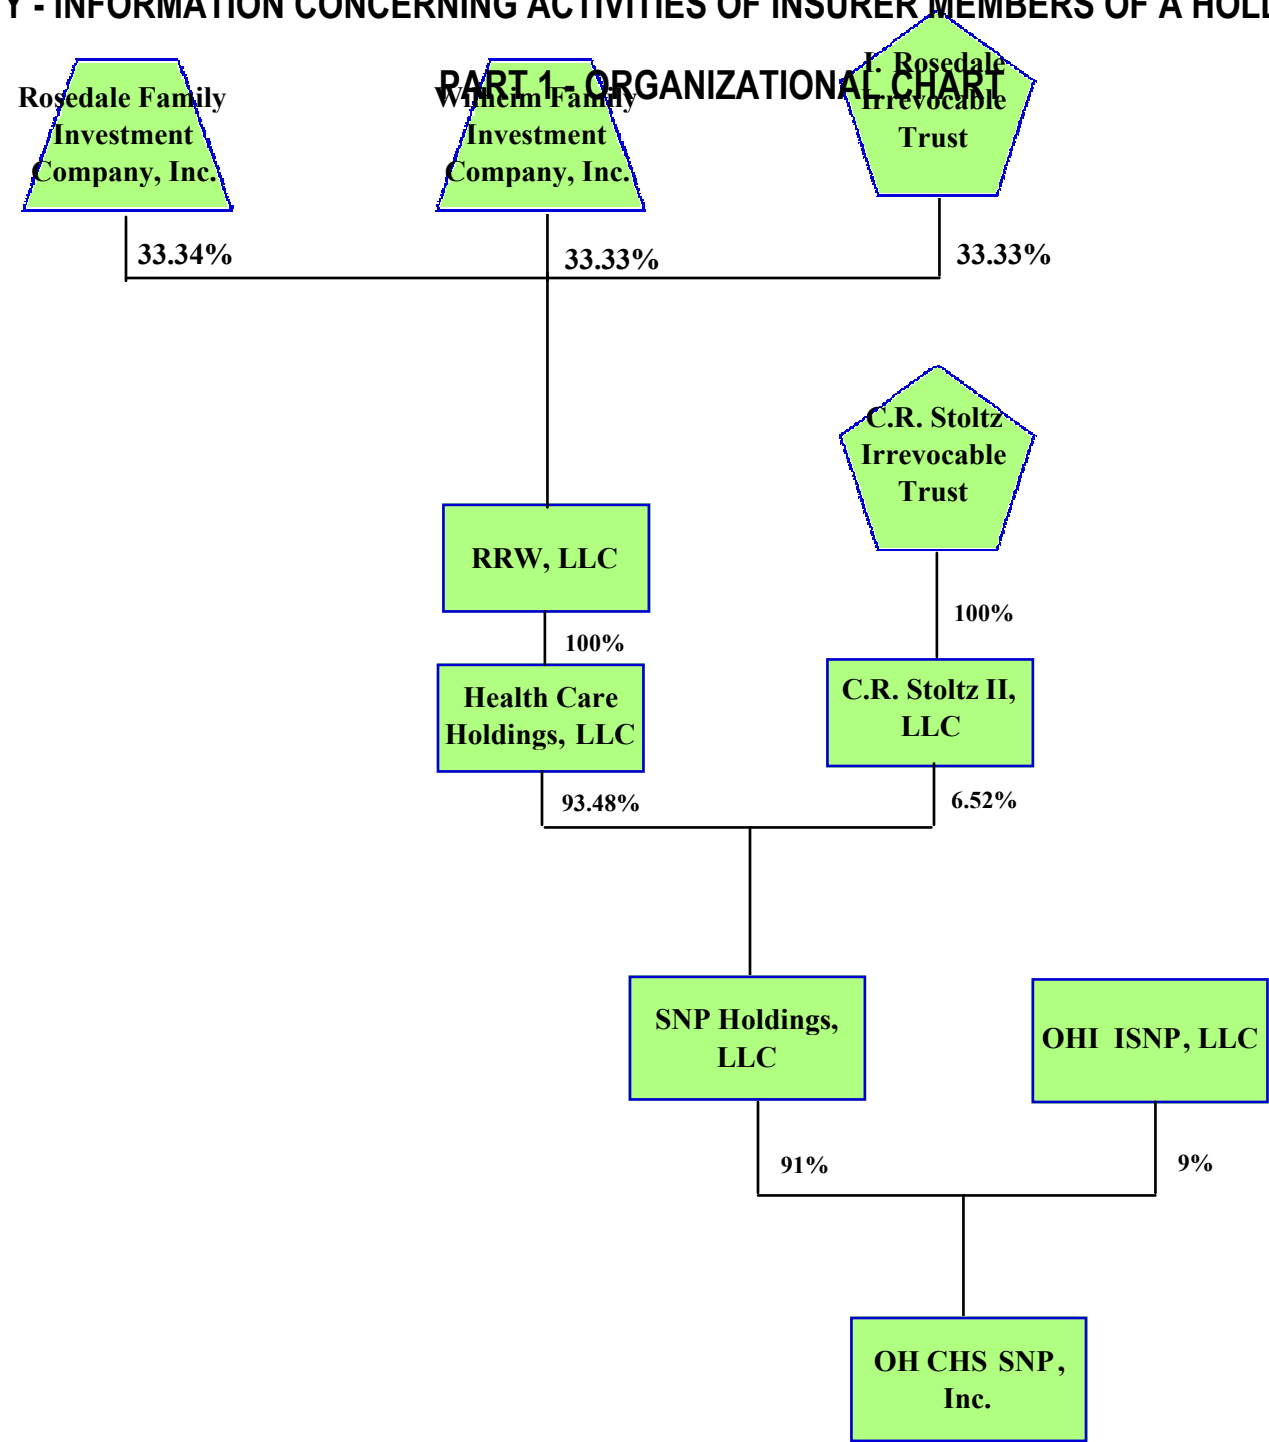 Y - INFORMATION CONCERNING ACTIVITIES OF INSURER MEMBERS OF A HOLD
PART 1 - ORGANIZATIONAL CHART
Rosedale Family
Investment
Company, Inc.
Wilheim Family
Investment
Company, Inc.
I. Rosedale
Irrevocable
Trust
33.34%
33.33%
33.33%
C.R. Stoltz
Irrevocable
Trust
RRW, LLC
100%
100%
Health Care
Holdings, LLC
C.R. Stoltz II,
LLC
93.48%
6.52%
SNP Holdings,
LLC
OHI ISNP, LLC
91%
9%
OH CHS SNP,
Inc.